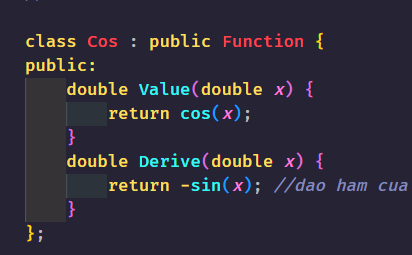 class Cos : public Function {
public:
    double Value(double x) {
        return cos(x);
    }
    double Derive(double x) {
        return -sin(x); //dao ham cua
    }
};